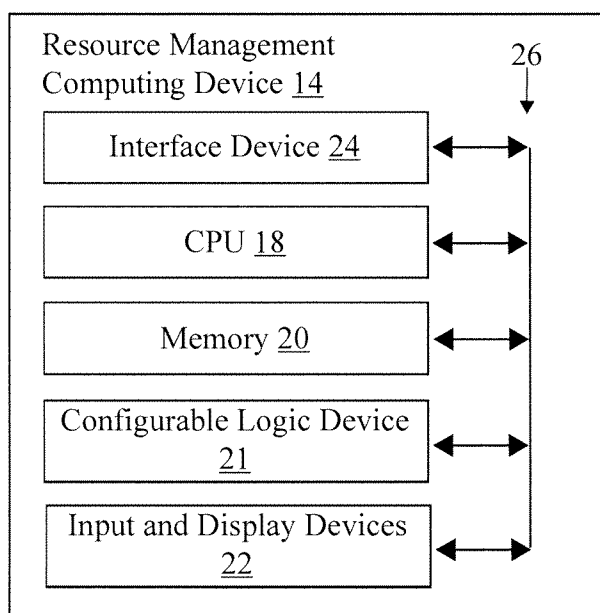 Resource Management
Computing Device 14
26
Interface Device 24
CPU 18
Memory 20
Configurable Logic Device
21
Input and Display Devices
22